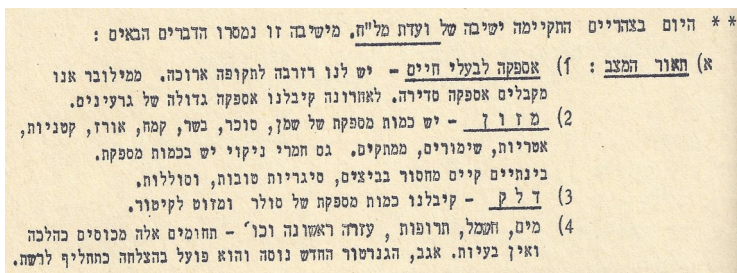 ** היום בצהריים התקיימה ישיבה של ועדת מל"ח. מישיבה זו נמסרו הדברים הבאים :
א) תאור המצב : 1) אספקה לבעלי חיים - יש לנו רזרבה לתקופה ארוכה. ממילובר אנו
מקבלים אספקה סדירה. לאחרונה קיבלנו אספקה גדולה של גרעינים.
2) מ ז ו ן - יש כמות מספקת של שמן, סוכר, בשר, קמח, אורז, קטניות,
אטריות, שימורים, ממתקים. גם חמרי ניקוי יש בכמות מספקת.
בינתיים קיים מחסור בביצים, סיגריות טובות, וסוללות.
3) ד ל ק - קיבלנו כמות מספקת של סולר ומזוט לקיטור.
4) מים, חשמל, תרופות , עזרה ראשונה וכו' - תחומים אלה מכוסים כהלכה
ואין בעיות. אגב, הגנרטור החדש נוסה והוא פועל בהצלחה כתחליף לרשת.